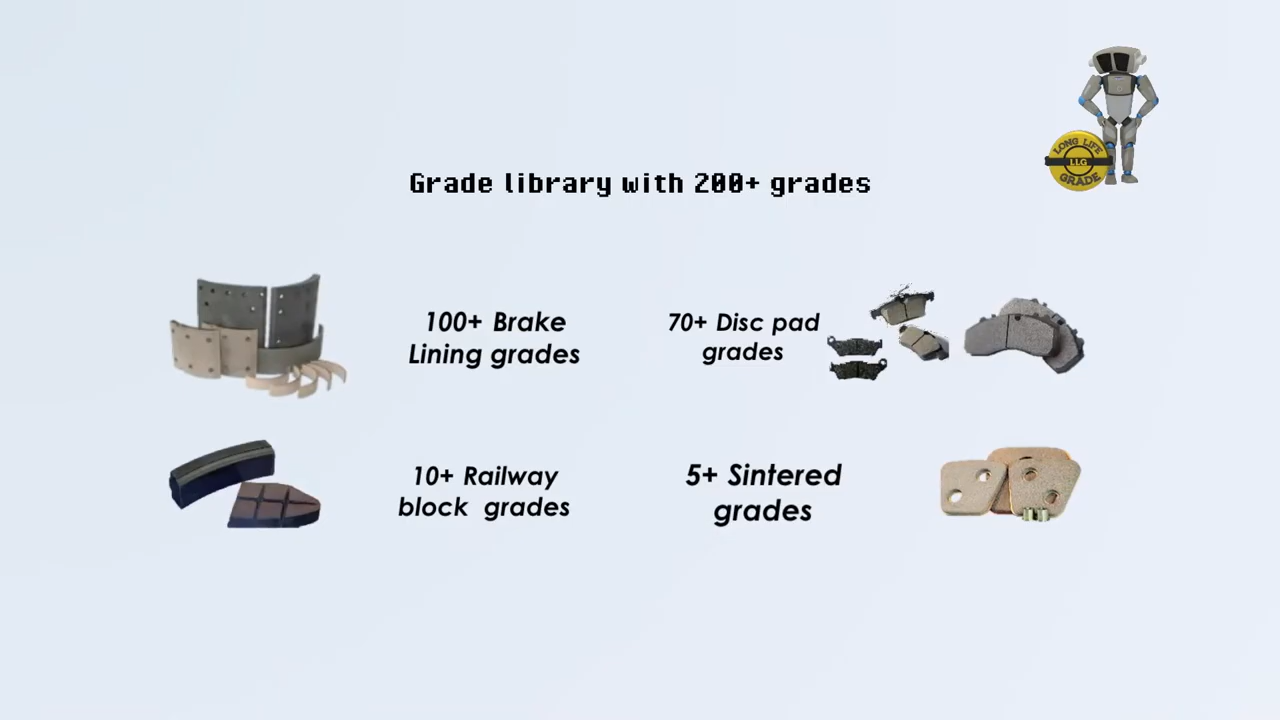 LONG LIFE
LLG
GRADE
Grade library with 200+ grades
100+ Brake
Lining grades
70+ Disc pad
grades
10+ Railway
block grades
5+ Sintered
grades